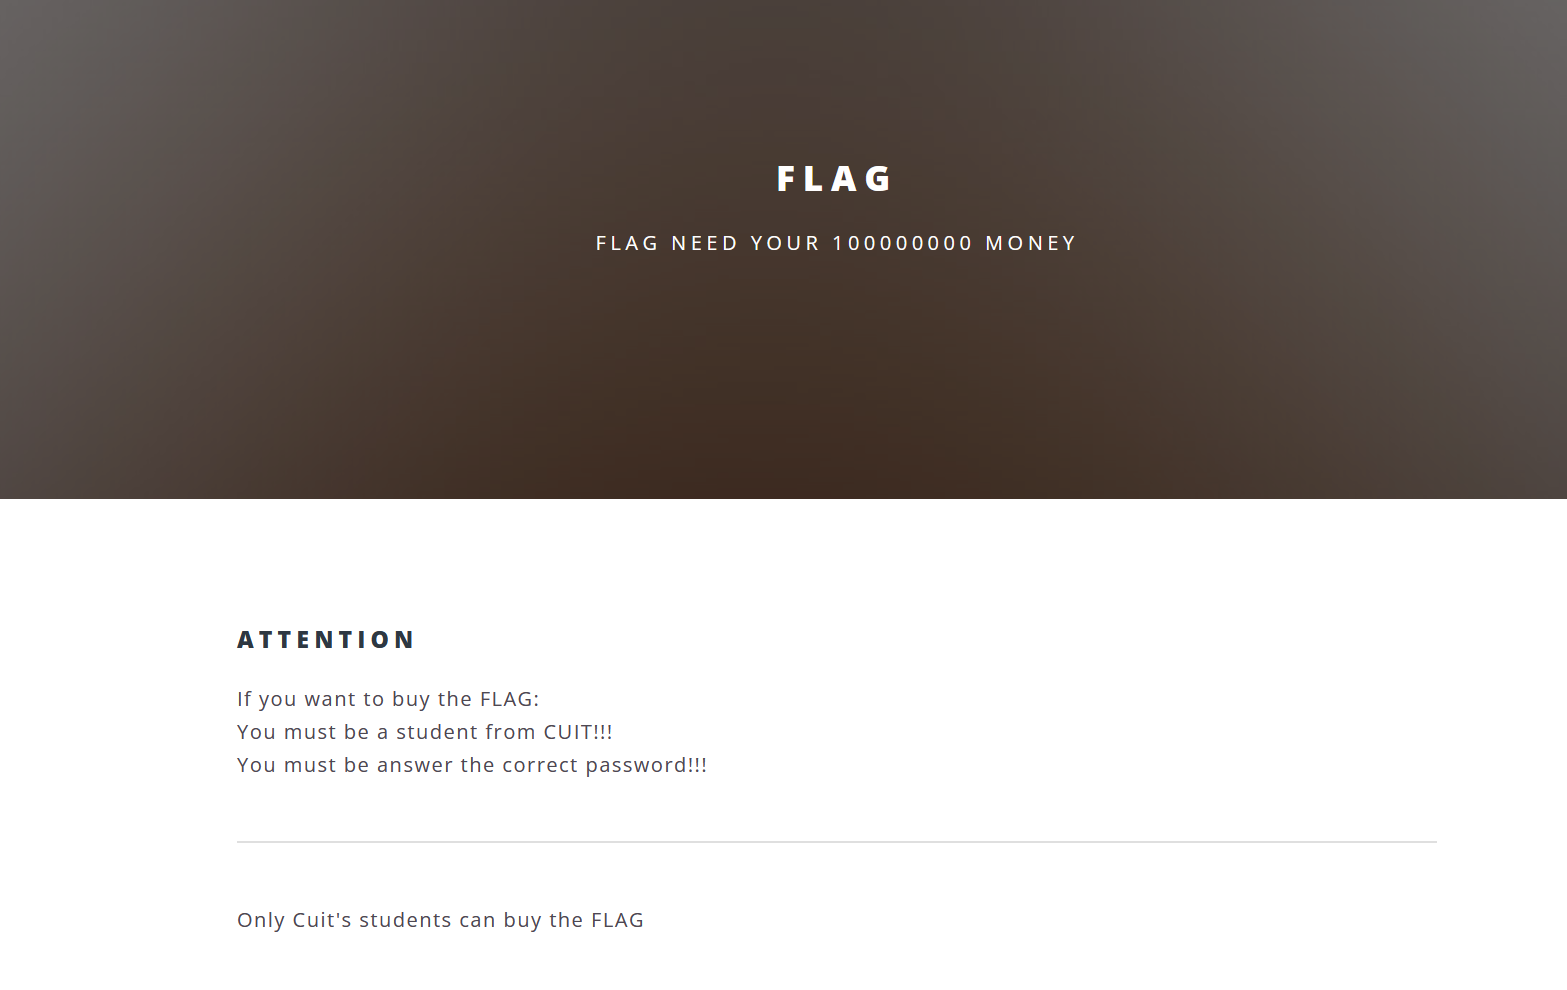 FLAG
FLAG NEED YOUR 100000000 MONEY
ATTENTION
If you want to buy the FLAG:
You must be a student from CUIT!!!
You must be answer the correct password!!!
Only Cuit's students can buy the FLAG